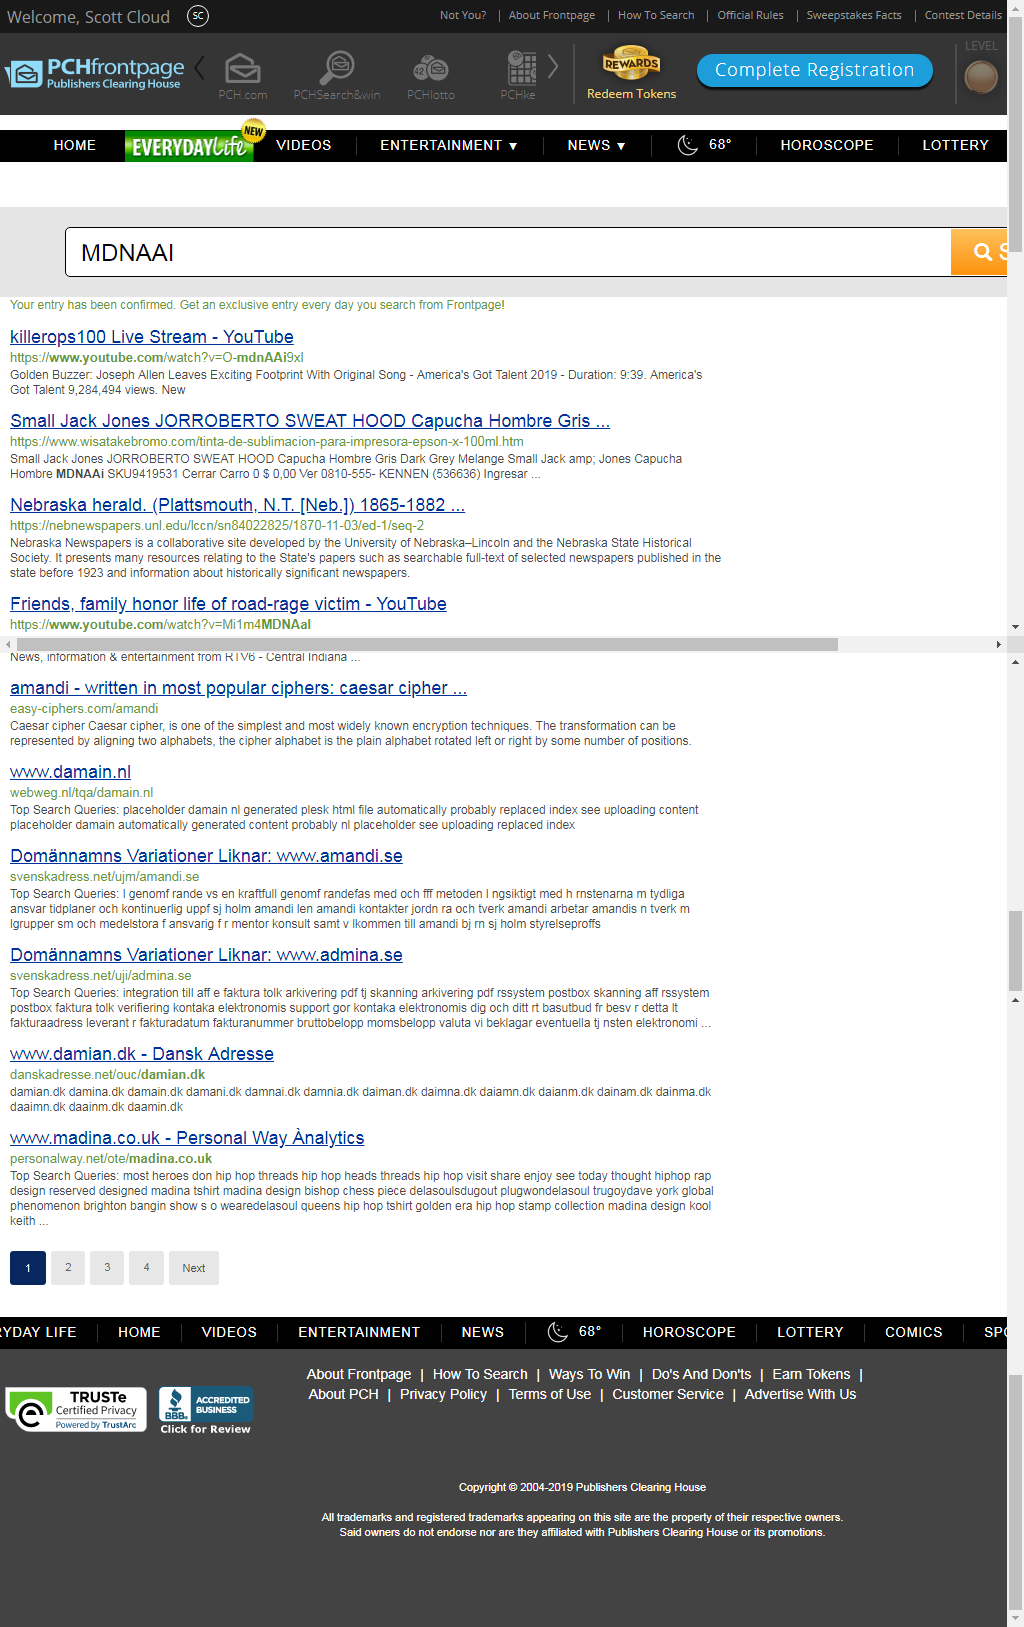 Welcome, Scott Cloud SC Not You? | About Frontpage | How To Search | Official Rules | Sweepstakes Facts | Contest Details
PCHfrontpage
Publishers Clearing House
PCH.com PCHSearch&win PCHlotto PCHke
REWARDS
Redeem Tokens
Complete Registration
LEVEL
HOME EVERYDAY Life NEW VIDEOS ENTERTAINMENT ▼ NEWS ▼ 68° HOROSCOPE LOTTERY
MDNAAI
Your entry has been confirmed. Get an exclusive entry every day you search from Frontpage!
killerops100 Live Stream - YouTube
https://www.youtube.com/watch?v=O-mdnAAi9xI
Golden Buzzer: Joseph Allen Leaves Exciting Footprint With Original Song - America's Got Talent 2019 - Duration: 9:39. America's
Got Talent 9,284,494 views. New
Small Jack Jones JORROBERTO SWEAT HOOD Capucha Hombre Gris ...
https://www.wisatakebromo.com/tinta-de-sublimacion-para-impresora-epson-x-100ml.htm
Small Jack Jones JORROBERTO SWEAT HOOD Capucha Hombre Gris Dark Grey Melange Small Jack amp; Jones Capucha
Hombre MDNAAi SKU9419531 Cerrar Carro 0 $ 0,00 Ver 0810-555- KENNEN (536636) Ingresar ...
Nebraska herald. (Plattsmouth, N.T. [Neb.]) 1865-1882 ...
https://nebnewspapers.unl.edu/lccn/sn84022825/1870-11-03/ed-1/seq-2
Nebraska Newspapers is a collaborative site developed by the University of Nebraska–Lincoln and the Nebraska State Historical
Society. It presents many resources relating to the State's papers such as searchable full-text of selected newspapers published in the
state before 1923 and information about historically significant newspapers.
Friends, family honor life of road-rage victim - YouTube
https://www.youtube.com/watch?v=Mi1m4MDNAaI
News, information & entertainment from RTV6 - Central Indiana ...
amandi - written in most popular ciphers: caesar cipher ...
easy-ciphers.com/amandi
Caesar cipher Caesar cipher, is one of the simplest and most widely known encryption techniques. The transformation can be
represented by aligning two alphabets, the cipher alphabet is the plain alphabet rotated left or right by some number of positions.
www.damain.nl
webweg.nl/tqa/damain.nl
Top Search Queries: placeholder damain nl generated plesk html file automatically probably replaced index see uploading content
placeholder damain automatically generated content probably nl placeholder see uploading replaced index
Domännamns Variationer Liknar: www.amandi.se
svenskadress.net/ujm/amandi.se
Top Search Queries: l genomf rande vs en kraftfull genomf randefas med och fff metoden l ngsiktigt med h rnstenarna m tydliga
ansvar tidplaner och kontinuerlig uppf sj holm amandi len amandi kontakter jordn ra och tverk amandi arbetar amandis n tverk m
lgrupper sm och medelstora f ansvarig f r mentor konsult samt v lkommen till amandi bj rn sj holm styrelseproffs
Domännamns Variationer Liknar: www.admina.se
svenskadress.net/uji/admina.se
Top Search Queries: integration till aff e faktura tolk arkivering pdf tj skanning arkivering pdf rssystem postbox skanning aff rssystem
postbox faktura tolk verifiering kontaka elektronomis support gor kontaka elektronomis dig och ditt rt basutbud fr besv r detta lt
fakturaadress leverant r fakturadatum fakturanummer bruttobelopp momsbelopp valuta vi beklagar eventuella tj nsten elektronomi ...
www.damian.dk - Dansk Adresse
danskadresse.net/ouc/damian.dk
damian.dk damina.dk damain.dk damani.dk damnai.dk damnia.dk daiman.dk daimna.dk daiamn.dk daianm.dk dainam.dk dainma.dk
daaimn.dk daainm.dk daamin.dk
www.madina.co.uk - Personal Way Ànalytics
personalway.net/ote/madina.co.uk
Top Search Queries: most heroes don hip hop threads hip hop heads threads hip hop visit share enjoy see today thought hiphop rap
design reserved designed madina tshirt madina design bishop chess piece delasoulsdugout plugwondelasoul trugoydave york global
phenomenon brighton bangin show s o wearedelasoul queens hip hop tshirt golden era hip hop stamp collection madina design kool
keith ...
1 2 3 4 Next
RYDAY LIFE HOME VIDEOS ENTERTAINMENT NEWS 68° HOROSCOPE LOTTERY COMICS SPO
About Frontpage | How To Search | Ways To Win | Do's And Don'ts | Earn Tokens |
About PCH | Privacy Policy | Terms of Use | Customer Service | Advertise With Us
TRUSTe
Certified Privacy
Powered by TrustArc
BBB ACCREDITED BUSINESS
Click for Review
Copyright © 2004-2019 Publishers Clearing House
All trademarks and registered trademarks appearing on this site are the property of their respective owners.
Said owners do not endorse nor are they affiliated with Publishers Clearing House or its promotions.